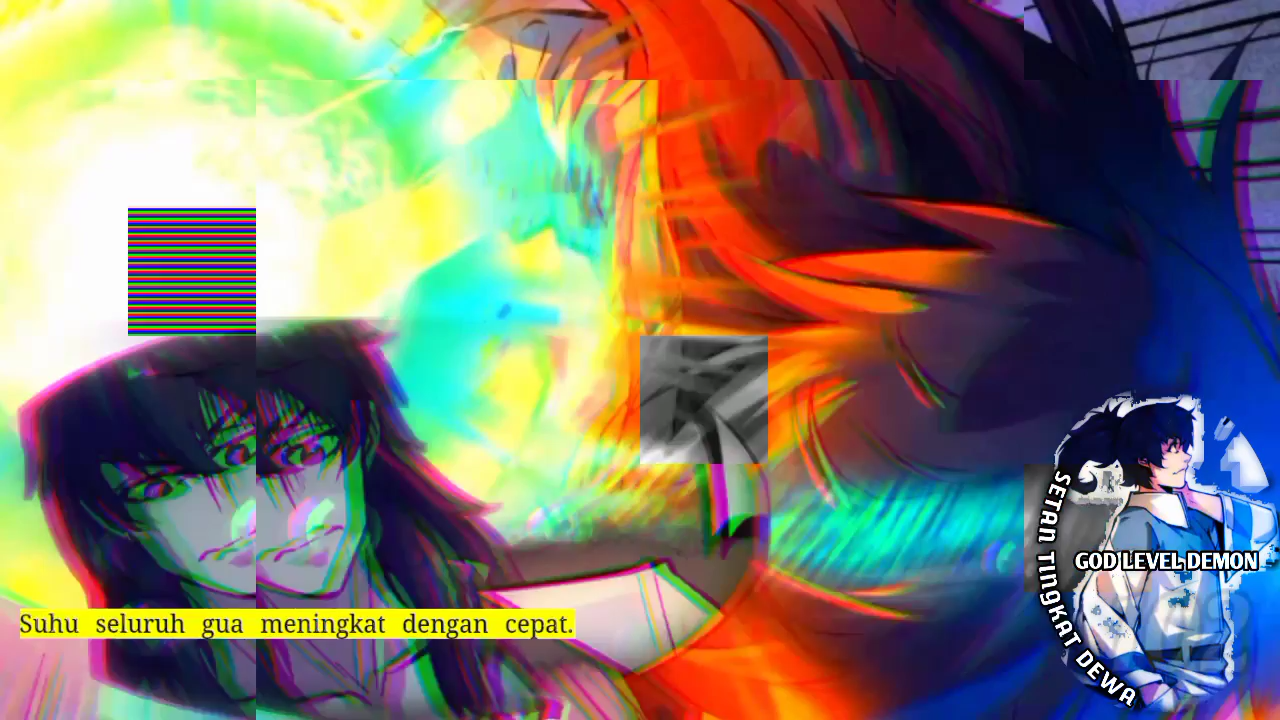 Suhu seluruh gua meningkat dengan cepat.
GOD LEVEL DEMON
SETAN TINGKAT DEWA